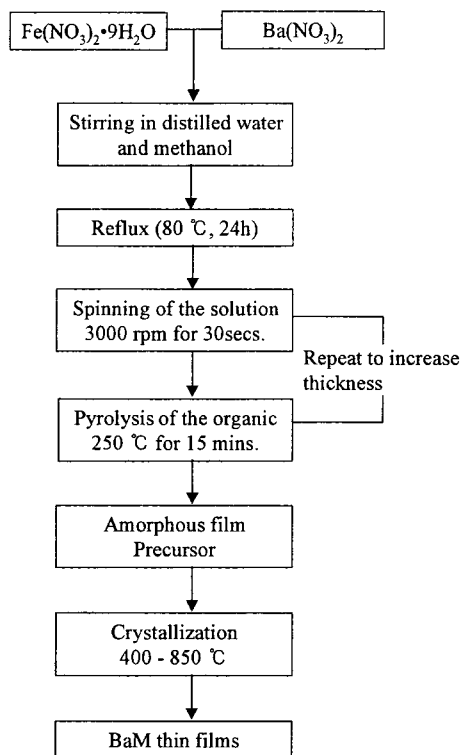 Fe(NO₃)₂•9H₂O
Ba(NO₃)₂
Stirring in distilled water
and methanol
Reflux (80 ℃, 24h)
Spinning of the solution
3000 rpm for 30secs.
Repeat to increase
thickness
Pyrolysis of the organic
250 ℃ for 15 mins.
Amorphous film
Precursor
Crystallization
400 - 850 ℃
BaM thin films